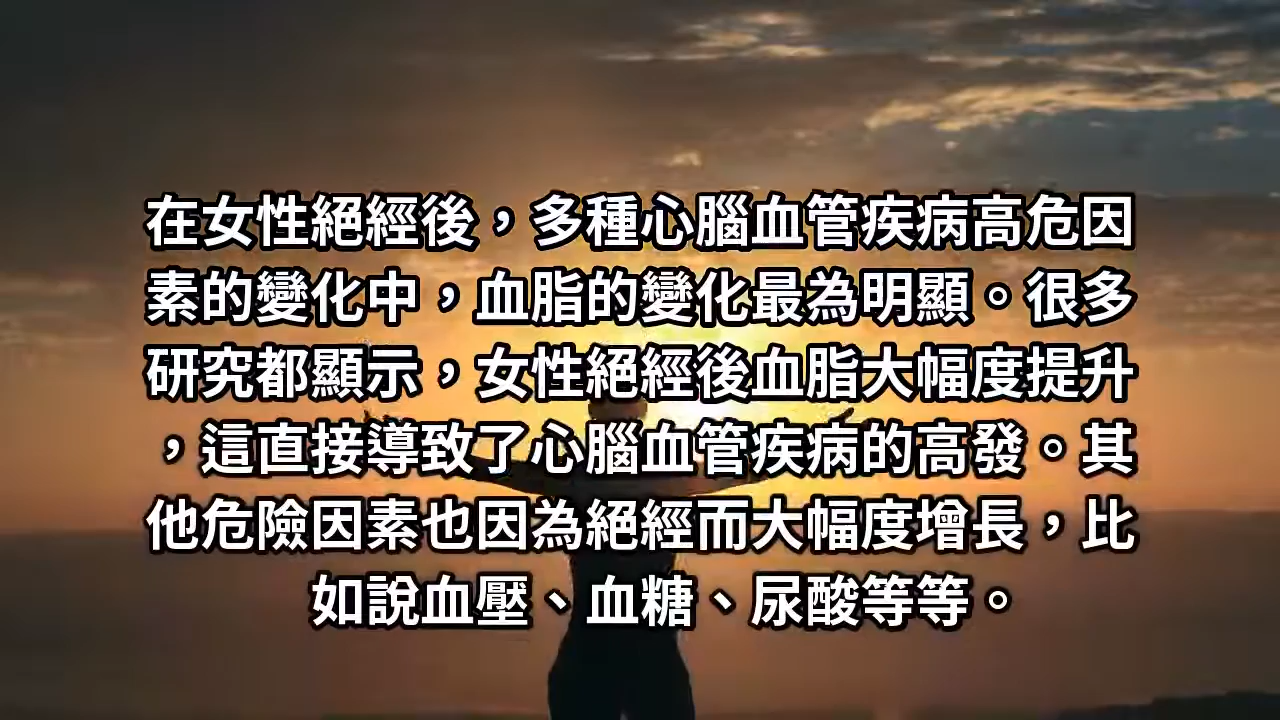 在女性絕經後，多種心腦血管疾病高危因
素的變化中，血脂的變化最為明顯。很多
研究都顯示，女性絕經後血脂大幅度提升
，這直接導致了心腦血管疾病的高發。其
他危險因素也因為絕經而大幅度增長，比
如說血壓、血糖、尿酸等等。